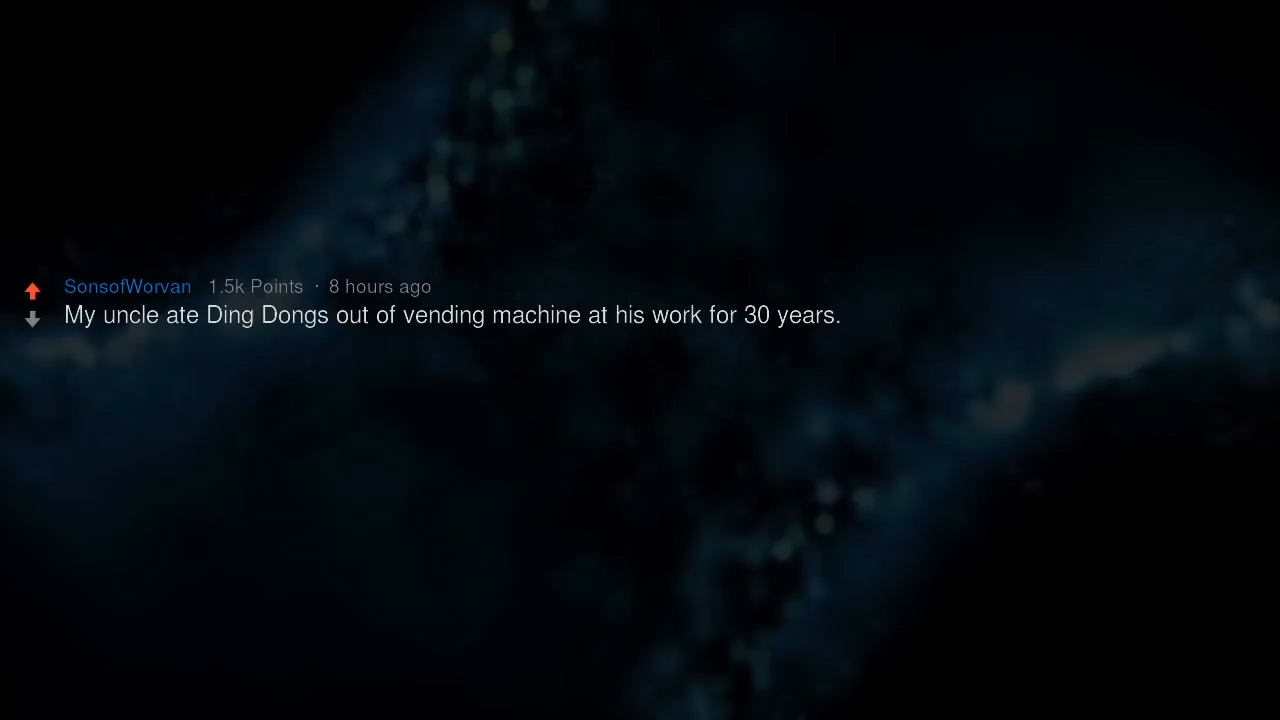 SonsofWorvan 1.5k Points · 8 hours ago
My uncle ate Ding Dongs out of vending machine at his work for 30 years.